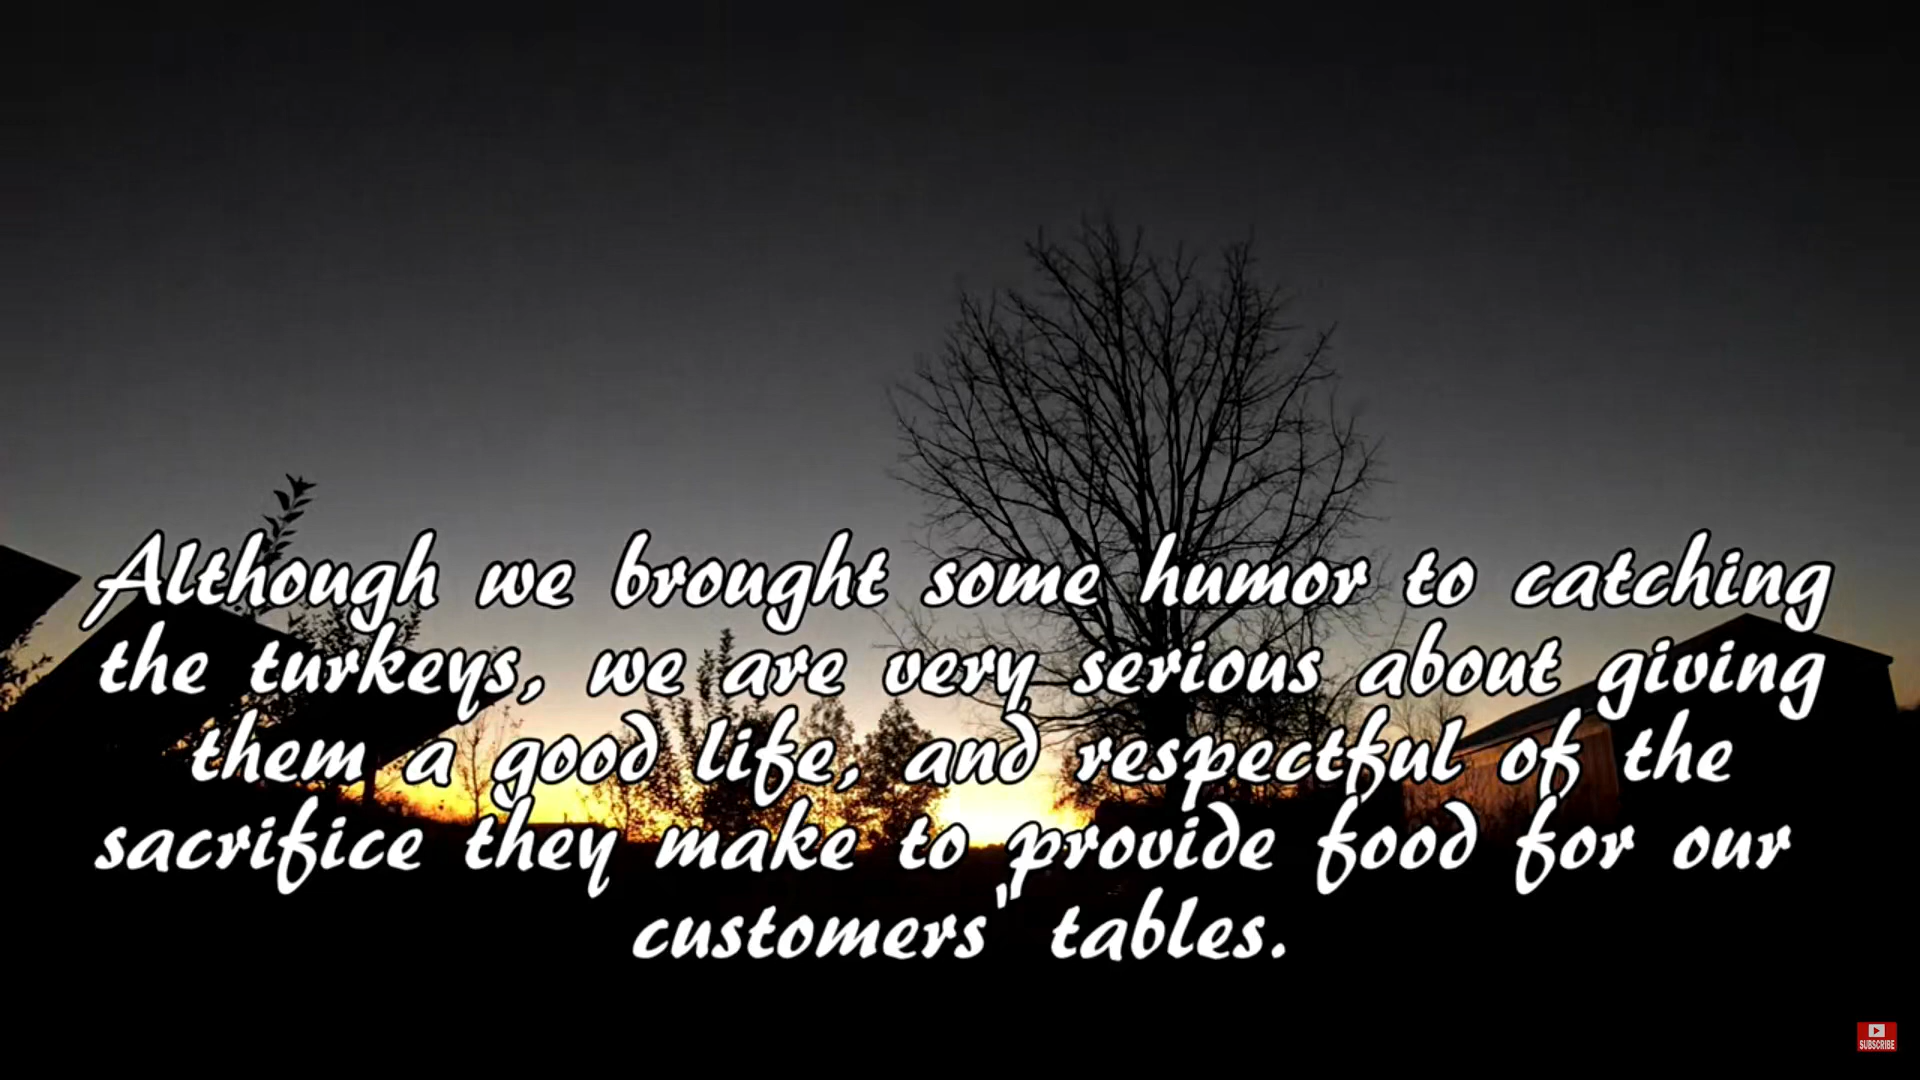 Although we brought some humor to catching
the turkeys, we are very serious about giving
them a good life, and respectful of the
sacrifice they make to provide food for our
customers" tables.
SUBSCRIBE